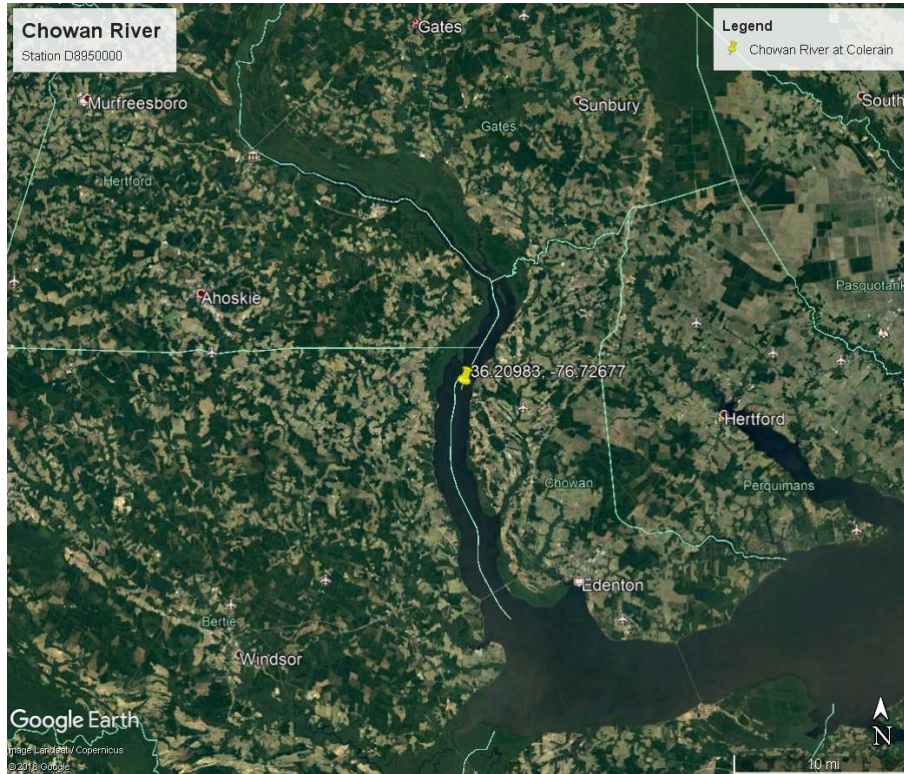 Chowan River
Station D8950000
Legend
Chowan River at Colerain
Gates
Murfreesboro
Sunbury
South
Gates
Hertford
Ahoskie
Pasquotank
36.20983, -76.72677
Hertford
Chowan
Perquimans
Edenton
Bertie
Windsor
Google Earth
Image Landsat / Copernicus
© 2018 Google
N
10 mi